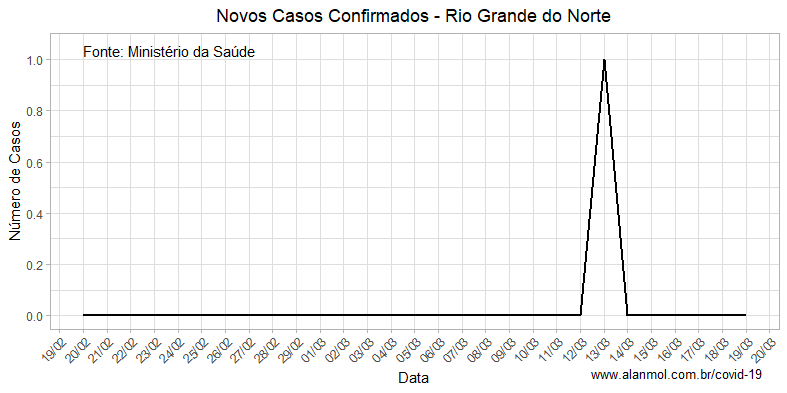 Novos Casos Confirmados - Rio Grande do Norte
Fonte: Ministério da Saúde
Número de Casos
1.0
0.8
0.6
0.4
0.2
0.0
19/02 20/02 21/02 22/02 23/02 24/02 25/02 26/02 27/02 28/02 29/02 01/03 02/03 03/03 04/03 05/03 06/03 07/03 08/03 09/03 10/03 11/03 12/03 13/03 14/03 15/03 16/03 17/03 18/03 19/03 20/03
Data
www.alanmol.com.br/covid-19